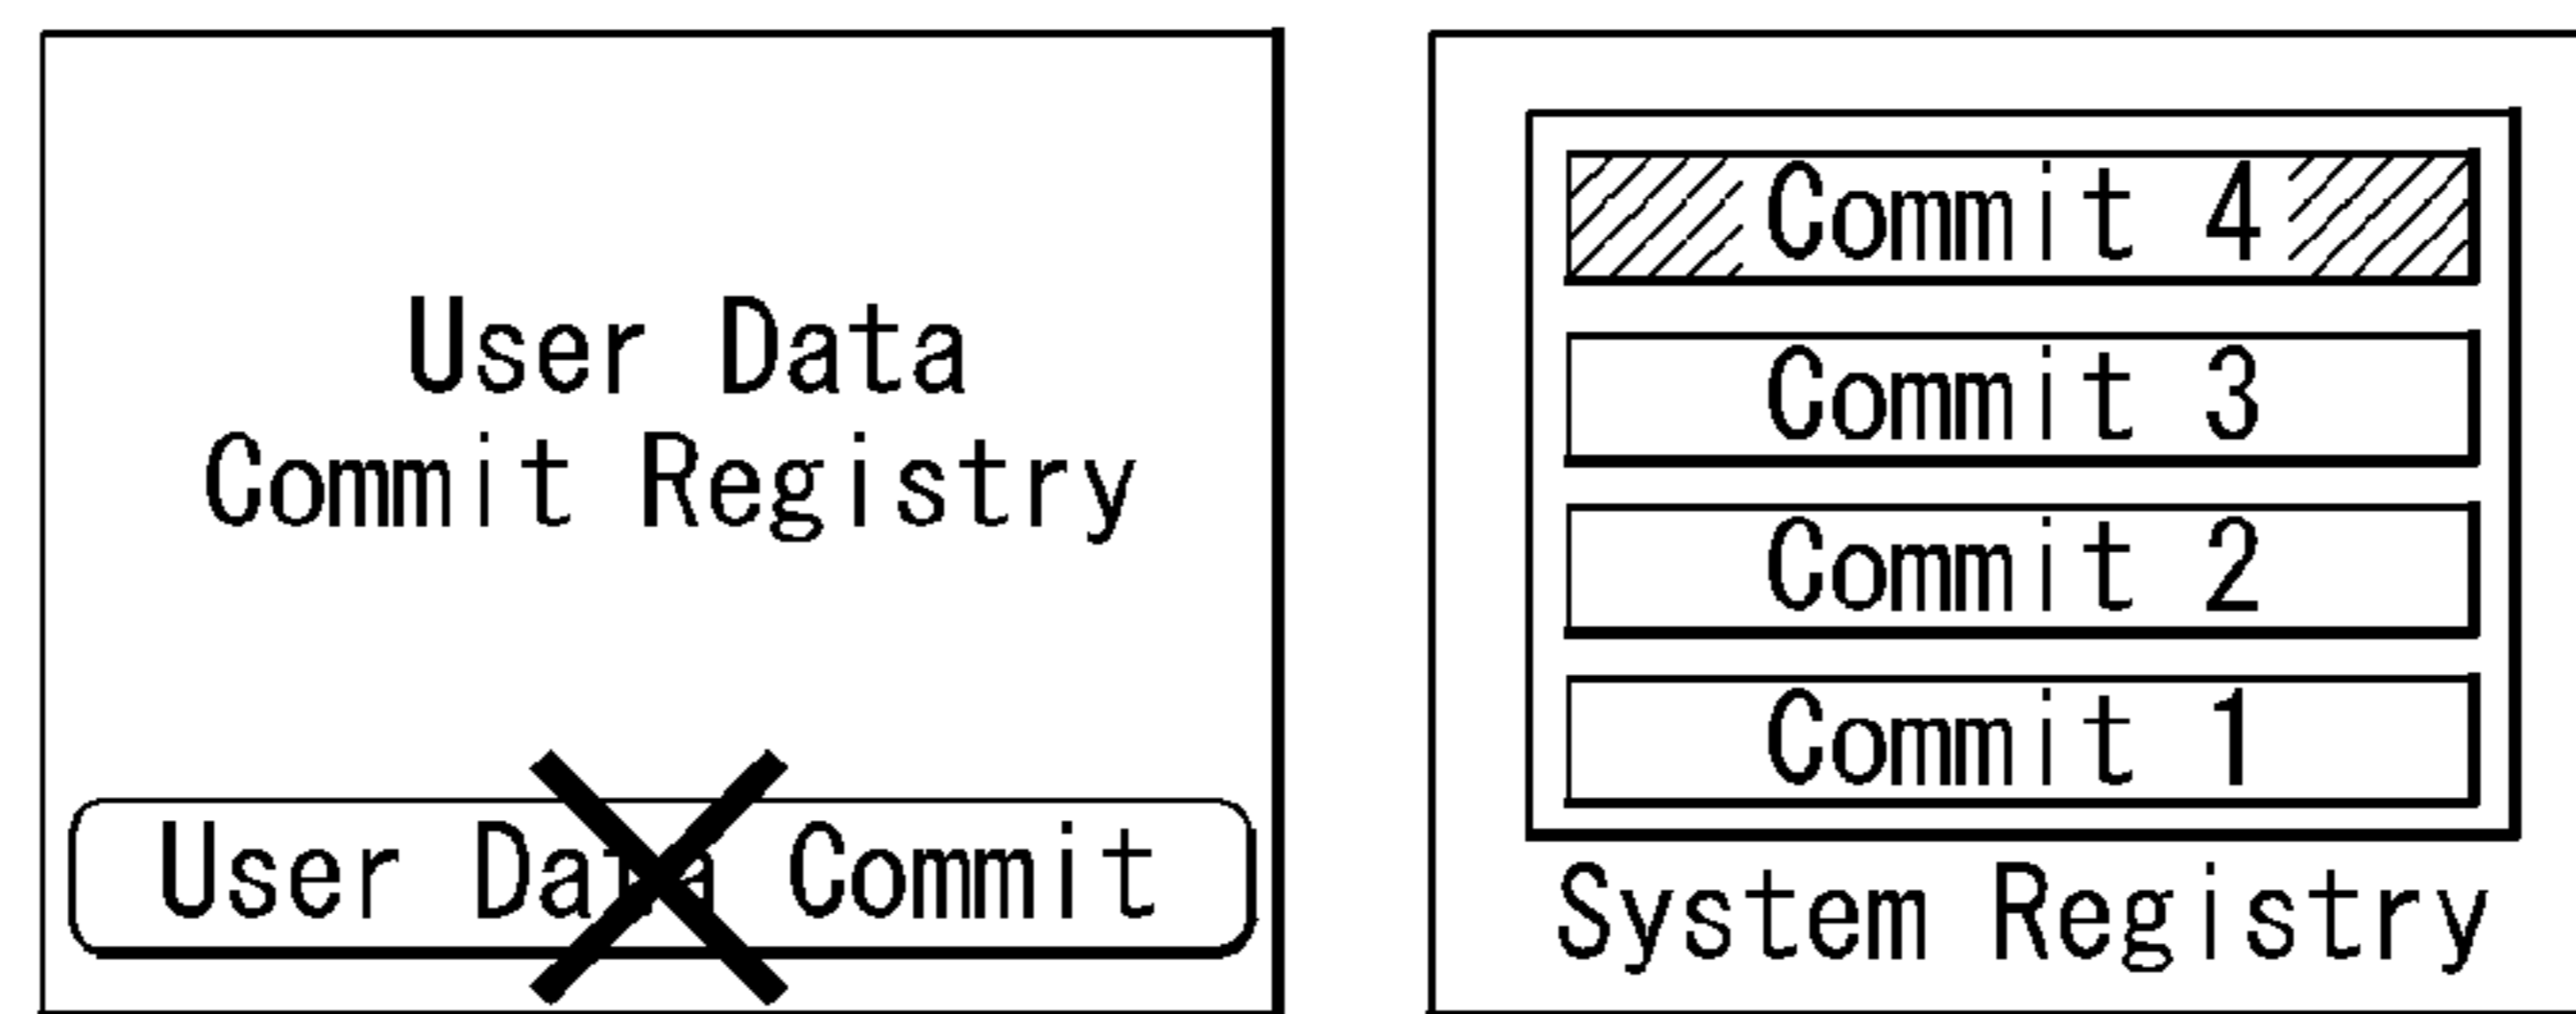 User Data
Commit Registry
User Data Commit
Commit 4
Commit 3
Commit 2
Commit 1
System Registry